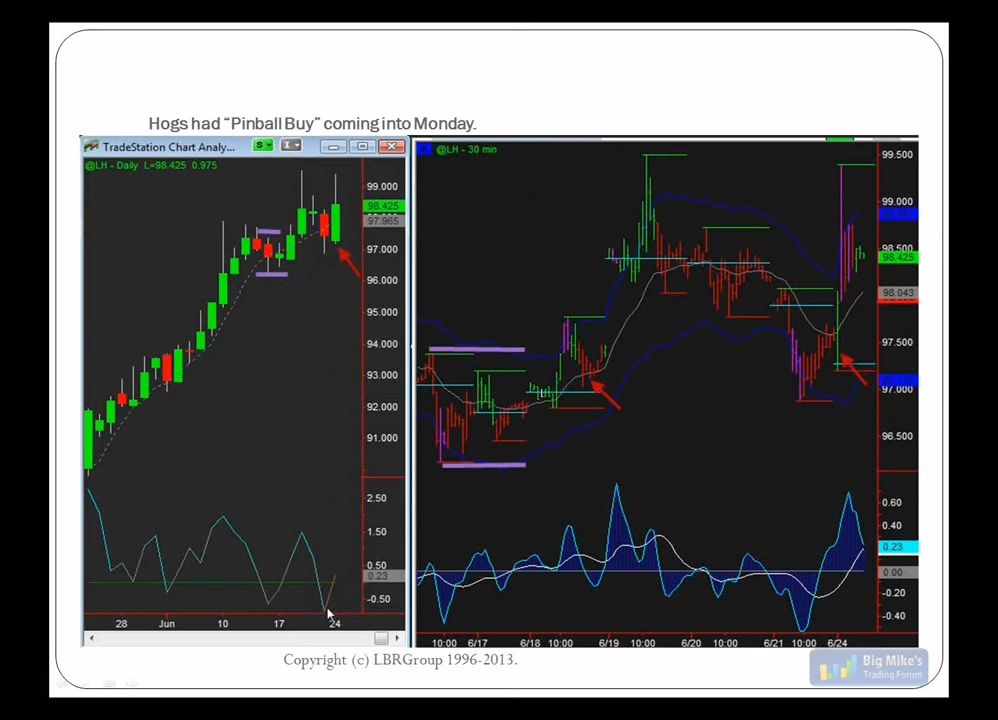 Hogs had “Pinball Buy” coming into Monday.
TradeStation Chart Analy...
S
I
@LH - Daily L=98.425 0.975
99.000
98.425
97.965
97.000
96.000
95.000
94.000
93.000
92.000
91.000
2.50
1.50
0.50
0.23
-0.50
28 Jun 10 17 24
@LH - 30 min
99.500
99.000
98.500
98.425
98.043
97.500
97.000
96.500
0.60
0.40
0.23
0.00
-0.20
-0.40
10:00 6/17 6/18 10:00 6/19 10:00 6/20 10:00 6/21 10:00 6/24
Copyright (c) LBRGroup 1996-2013.
Big Mike's
Trading Forum